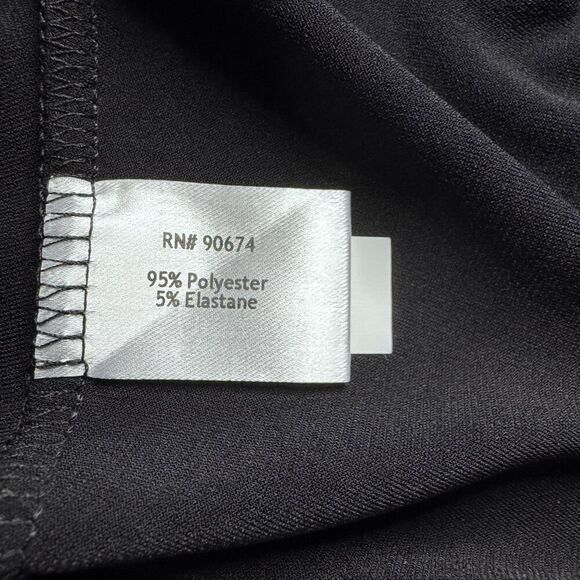 RN# 90674
95% Polyester
5% Elastane